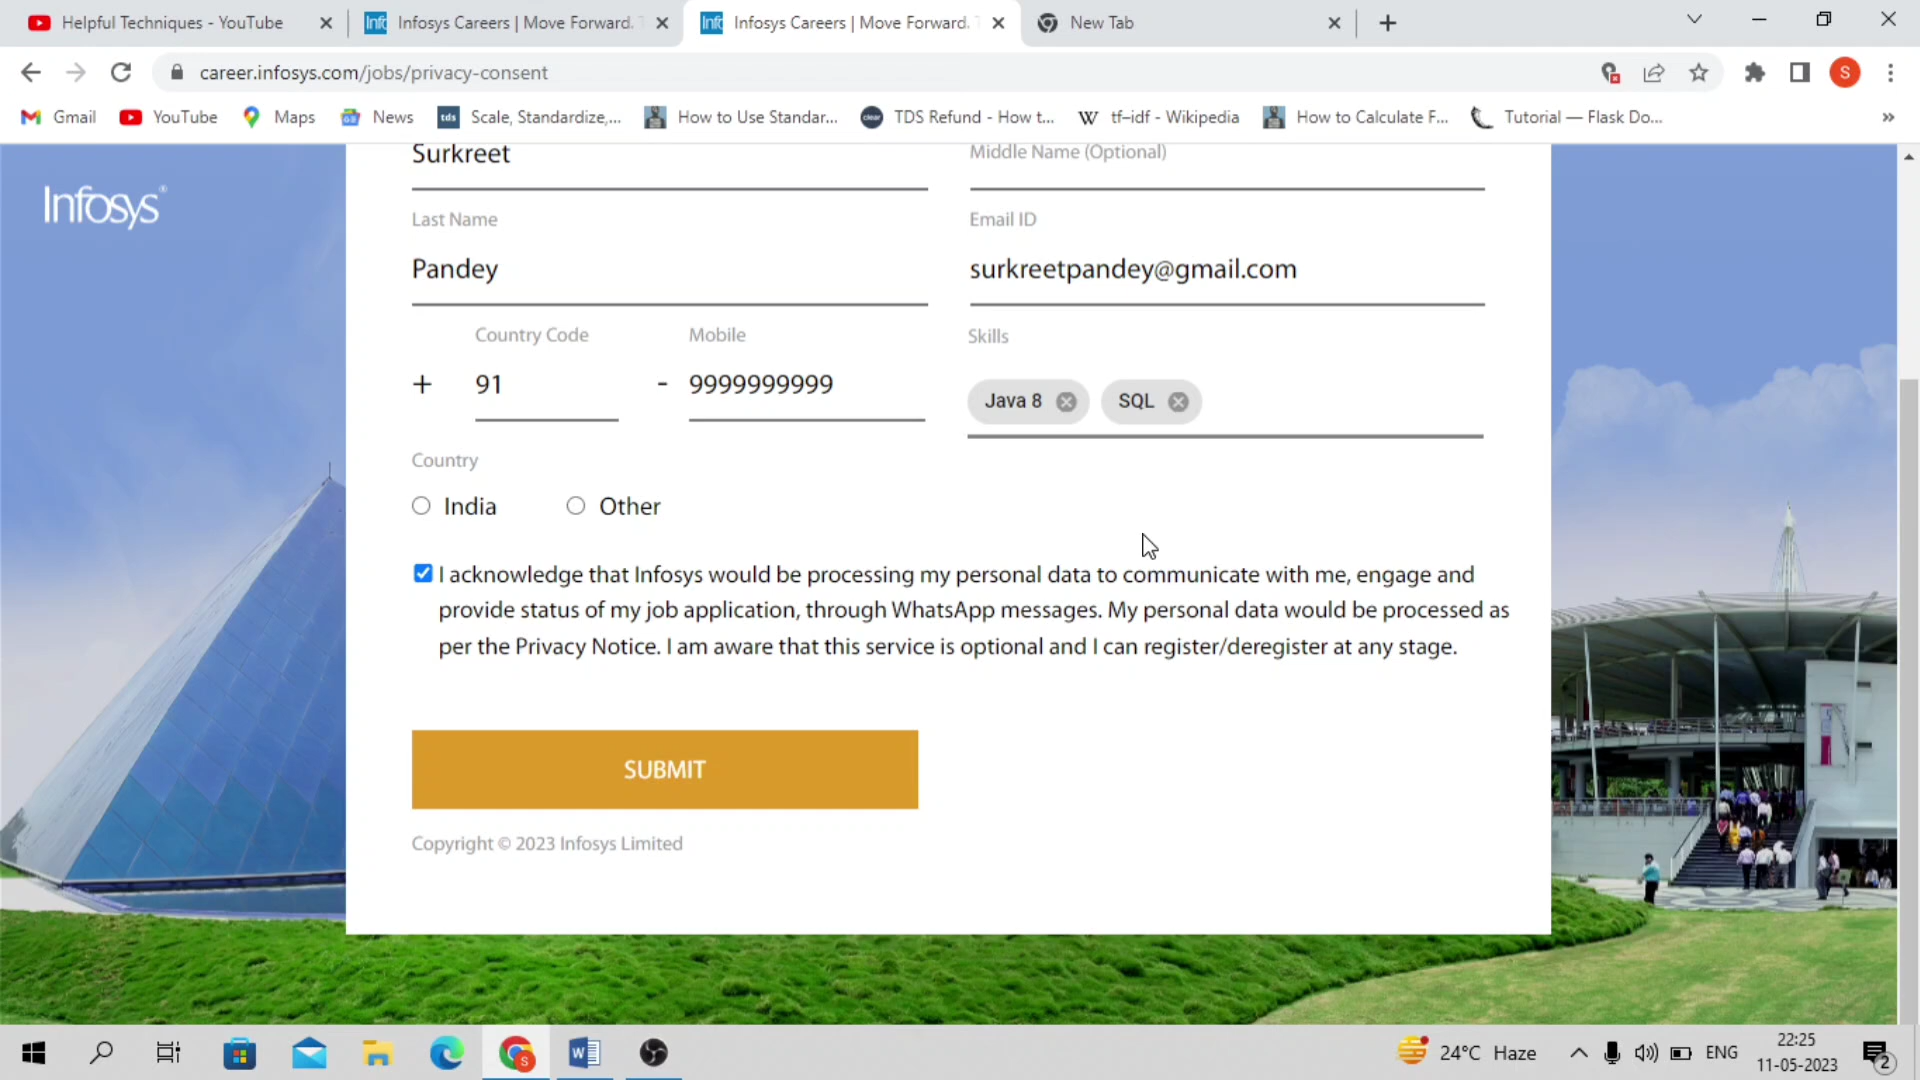 Helpful Techniques - YouTube
Infosys Careers | Move Forward.
Infosys Careers | Move Forward.
New Tab
career.infosys.com/jobs/privacy-consent
Gmail
YouTube
Maps
News
tds
Scale, Standardize,...
How to Use Standar...
clear
TDS Refund - How t...
W
tf–idf - Wikipedia
How to Calculate F...
Tutorial — Flask Do...
»
Infosys®
Surkreet
Middle Name (Optional)
Last Name
Email ID
Pandey
surkreetpandey@gmail.com
Country Code
Mobile
Skills
+ 91 - 9999999999
Java 8
SQL
Country
India
Other
I acknowledge that Infosys would be processing my personal data to communicate with me, engage and
provide status of my job application, through WhatsApp messages. My personal data would be processed as
per the Privacy Notice. I am aware that this service is optional and I can register/deregister at any stage.
SUBMIT
Copyright © 2023 Infosys Limited
24°C Haze
ENG
22:25
11-05-2023
2